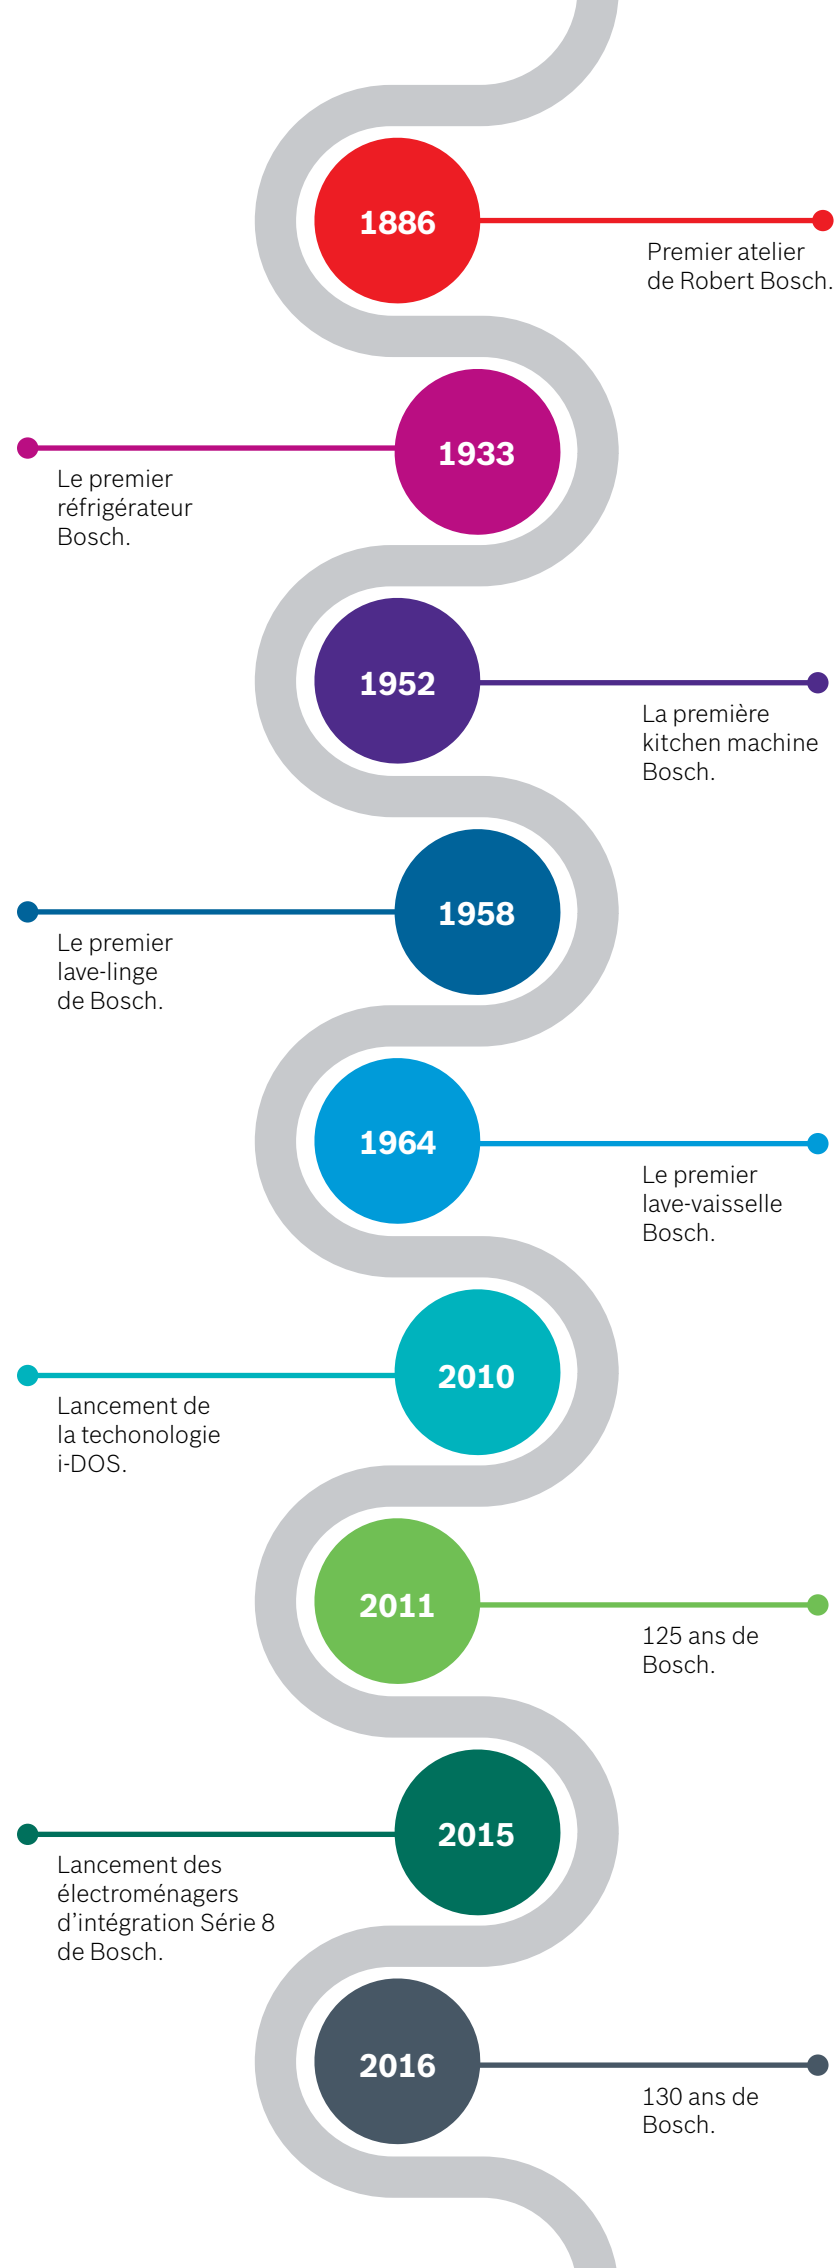 1886
Premier atelier
de Robert Bosch.
1933
Le premier
réfrigérateur
Bosch.
1952
La première
kitchen machine
Bosch.
1958
Le premier
lave-linge
de Bosch.
1964
Le premier
lave-vaisselle
Bosch.
2010
Lancement de
la techonologie
i-DOS.
2011
125 ans de
Bosch.
2015
Lancement des
électroménagers
d’intégration Série 8
de Bosch.
2016
130 ans de
Bosch.